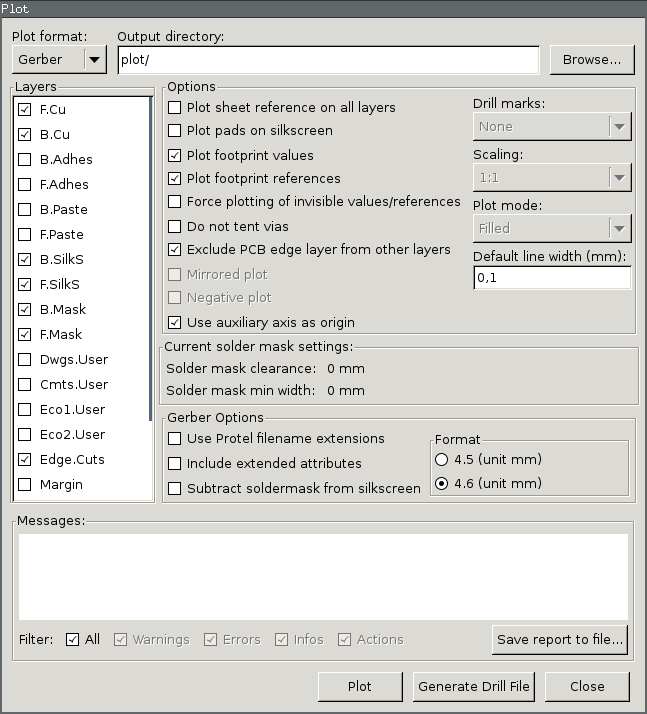 Plot
Plot format:
Output directory:
Gerber
plot/
Browse...
Layers
F.Cu
B.Cu
B.Adhes
F.Adhes
B.Paste
F.Paste
B.SilkS
F.SilkS
B.Mask
F.Mask
Dwgs.User
Cmts.User
Eco1.User
Eco2.User
Edge.Cuts
Margin
Options
Plot sheet reference on all layers
Plot pads on silkscreen
Plot footprint values
Plot footprint references
Force plotting of invisible values/references
Do not tent vias
Exclude PCB edge layer from other layers
Mirrored plot
Negative plot
Use auxiliary axis as origin
Drill marks:
None
Scaling:
1:1
Plot mode:
Filled
Default line width (mm):
0,1
Current solder mask settings:
Solder mask clearance: 0 mm
Solder mask min width: 0 mm
Gerber Options
Use Protel filename extensions
Include extended attributes
Subtract soldermask from silkscreen
Format
4.5 (unit mm)
4.6 (unit mm)
Messages:
Filter: All Warnings Errors Infos Actions
Save report to file...
Plot
Generate Drill File
Close